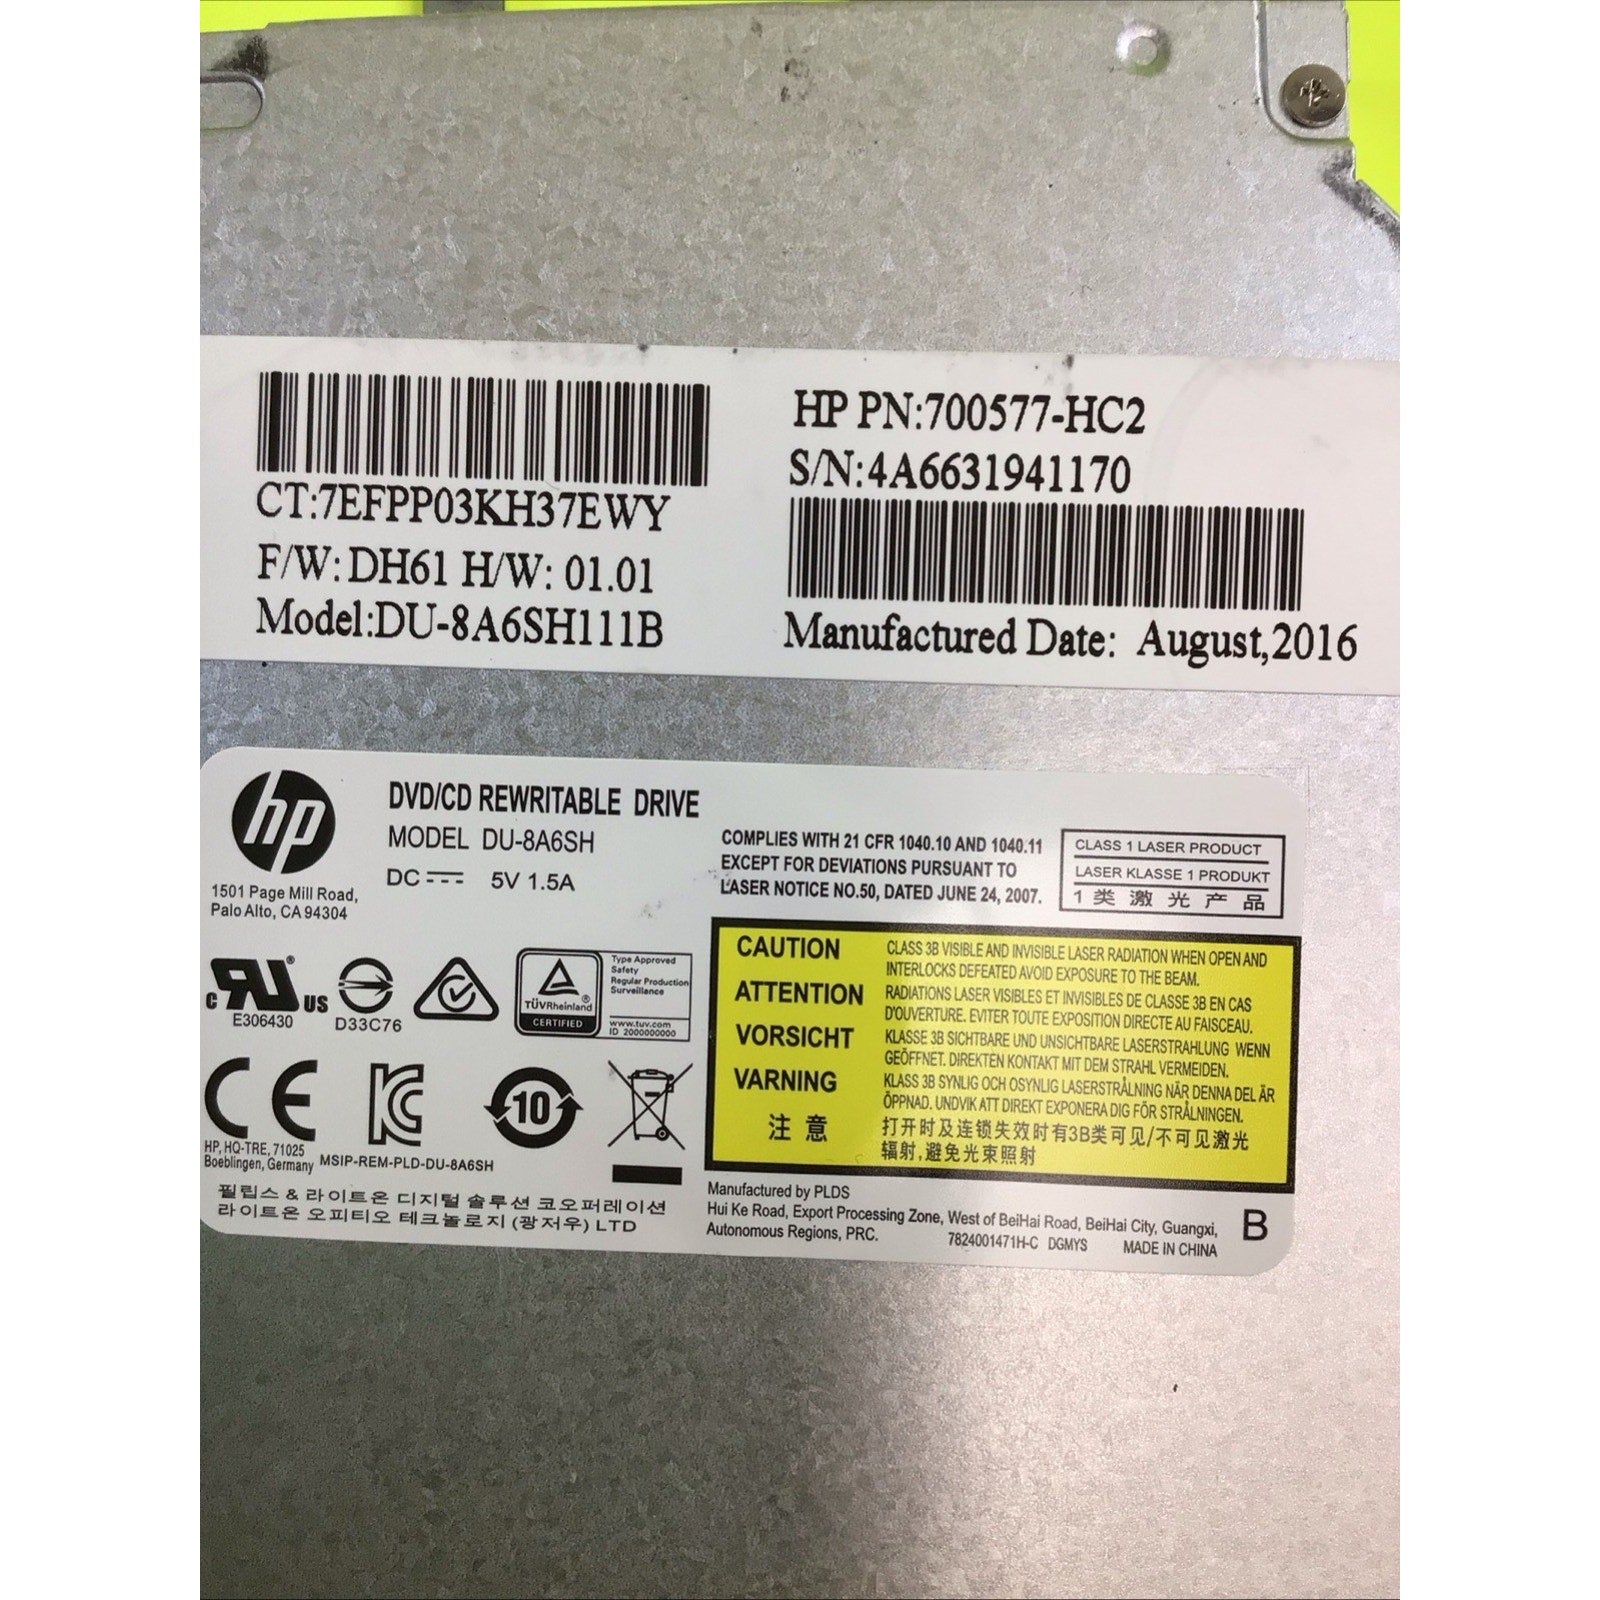 CT:7EFPP03KH37EWY
F/W: DH61 H/W: 01.01
Model:DU-8A6SH111B
HP PN:700577-HC2
S/N:4A6631941170
Manufactured Date: August,2016
hp
1501 Page Mill Road,
Palo Alto, CA 94304
DVD/CD REWRITABLE DRIVE
MODEL DU-8A6SH
DC 5V 1.5A
COMPLIES WITH 21 CFR 1040.10 AND 1040.11
EXCEPT FOR DEVIATIONS PURSUANT TO
LASER NOTICE NO.50, DATED JUNE 24, 2007.
CLASS 1 LASER PRODUCT
LASER KLASSE 1 PRODUKT
1 类 激 光 产 品
c RU ® US
E306430
D33C76
TÜVRheinland ®
CERTIFIED
Type Approved
Safety
Regular Production
Surveillance
www.tuv.com
ID 2000000000
CE
HP, HQ-TRE, 71025
Boeblingen, Germany
KC
MSIP-REM-PLD-DU-8A6SH
10
필립스 & 라이트온 디지털 솔루션 코오퍼레이션
라이트온 오피티오 테크놀로지 (광저우) LTD
CAUTION CLASS 3B VISIBLE AND INVISIBLE LASER RADIATION WHEN OPEN AND
INTERLOCKS DEFEATED AVOID EXPOSURE TO THE BEAM.
ATTENTION RADIATIONS LASER VISIBLES ET INVISIBLES DE CLASSE 3B EN CAS
D'OUVERTURE. EVITER TOUTE EXPOSITION DIRECTE AU FAISCEAU.
VORSICHT KLASSE 3B SICHTBARE UND UNSICHTBARE LASERSTRAHLUNG WENN
GEÖFFNET. DIREKTEN KONTAKT MIT DEM STRAHL VERMEIDEN.
VARNING KLASS 3B SYNLIG OCH OSYNLIG LASERSTRÅLNING NÄR DENNA DEL ÄR
ÖPPNAD. UNDVIK ATT DIREKT EXPONERA DIG FÖR STRÅLNINGEN.
注 意 打开时及连锁失效时有3B类可见/不可见激光
辐射,避免光束照射
Manufactured by PLDS
Hui Ke Road, Export Processing Zone, West of BeiHai Road, BeiHai City, Guangxi,
Autonomous Regions, PRC. 7824001471H-C DGMYS MADE IN CHINA
B